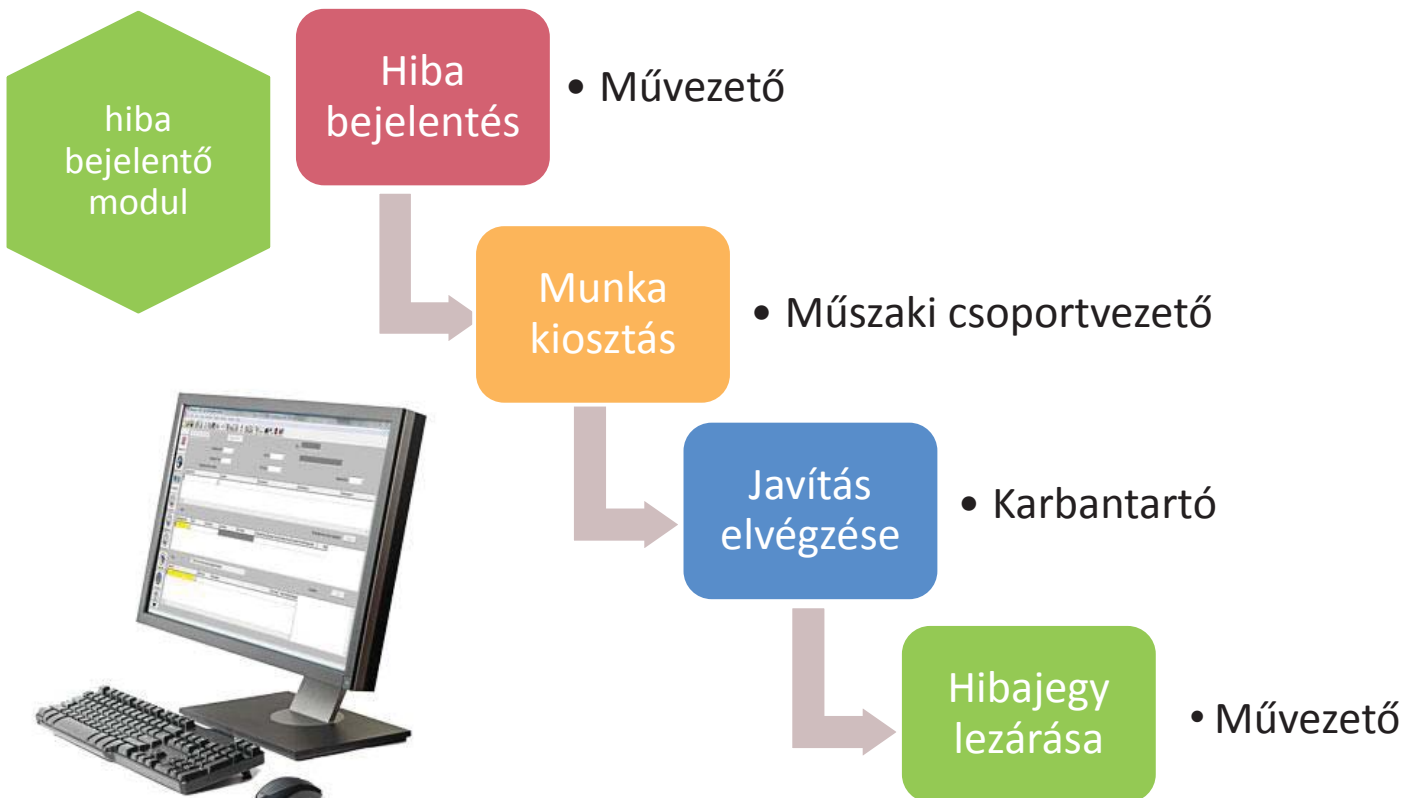 hiba
bejelentő
modul
Hiba
bejelentés
• Művezető
Munka
kiosztás
• Műszaki csoportvezető
Javítás
elvégzése
• Karbantartó
Hibajegy
lezárása
• Művezető